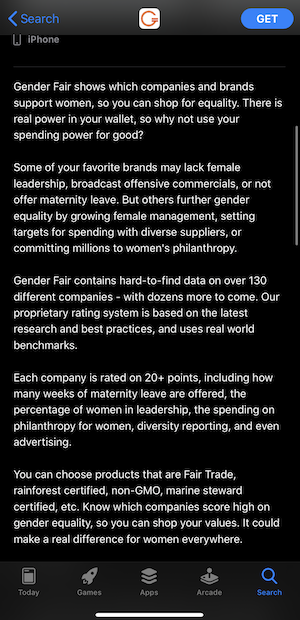 Search
GET
iPhone
Gender Fair shows which companies and brands
support women, so you can shop for equality. There is
real power in your wallet, so why not use your
spending power for good?
Some of your favorite brands may lack female
leadership, broadcast offensive commercials, or not
offer maternity leave. But others further gender
equality by growing female management, setting
targets for spending with diverse suppliers, or
committing millions to women's philanthropy.
Gender Fair contains hard-to-find data on over 130
different companies - with dozens more to come. Our
proprietary rating system is based on the latest
research and best practices, and uses real world
benchmarks.
Each company is rated on 20+ points, including how
many weeks of maternity leave are offered, the
percentage of women in leadership, the spending on
philanthropy for women, diversity reporting, and even
advertising.
You can choose products that are Fair Trade,
rainforest certified, non-GMO, marine steward
certified, etc. Know which companies score high on
gender equality, so you can shop your values. It could
make a real difference for women everywhere.
Today
Games
Apps
Arcade
Search